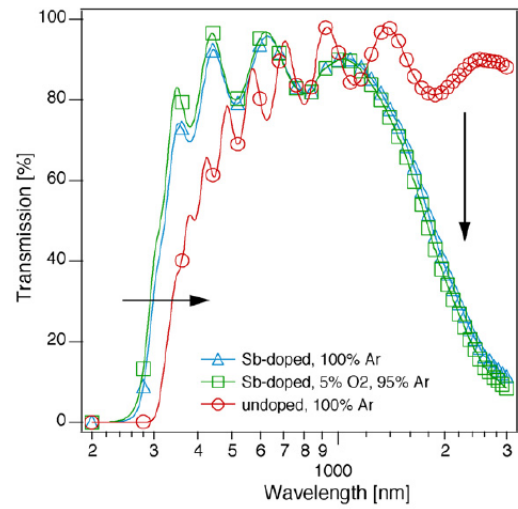 100
80
60
40
20
0
Transmission [%]
Sb-doped, 100% Ar
Sb-doped, 5% O2, 95% Ar
undoped, 100% Ar
2 3 4 5 6 7 8 9 2 3
1000
Wavelength [nm]